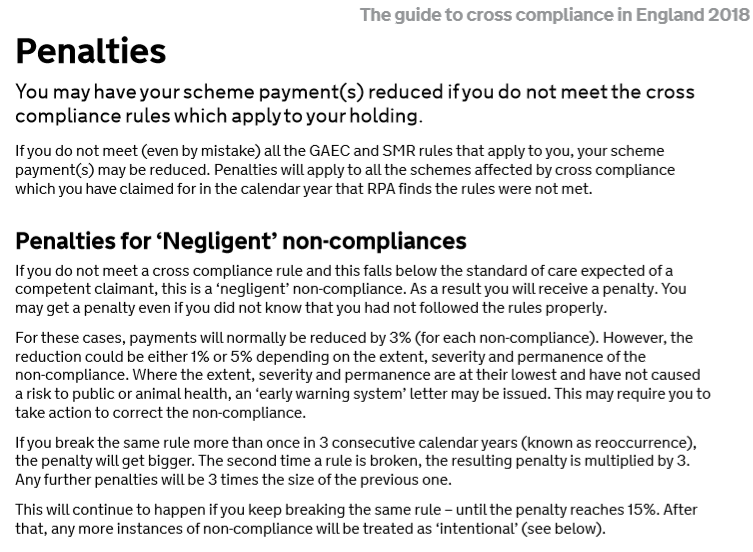 The guide to cross compliance in England 2018
Penalties
You may have your scheme payment(s) reduced if you do not meet the cross
compliance rules which apply to your holding.
If you do not meet (even by mistake) all the GAEC and SMR rules that apply to you, your scheme
payment(s) may be reduced. Penalties will apply to all the schemes affected by cross compliance
which you have claimed for in the calendar year that RPA finds the rules were not met.
Penalties for ‘Negligent’ non-compliances
If you do not meet a cross compliance rule and this falls below the standard of care expected of a
competent claimant, this is a ‘negligent’ non-compliance. As a result you will receive a penalty. You
may get a penalty even if you did not know that you had not followed the rules properly.
For these cases, payments will normally be reduced by 3% (for each non-compliance). However, the
reduction could be either 1% or 5% depending on the extent, severity and permanence of the
non-compliance. Where the extent, severity and permanence are at their lowest and have not caused
a risk to public or animal health, an ‘early warning system’ letter may be issued. This may require you to
take action to correct the non-compliance.
If you break the same rule more than once in 3 consecutive calendar years (known as reoccurrence),
the penalty will get bigger. The second time a rule is broken, the resulting penalty is multiplied by 3.
Any further penalties will be 3 times the size of the previous one.
This will continue to happen if you keep breaking the same rule – until the penalty reaches 15%. After
that, any more instances of non-compliance will be treated as ‘intentional’ (see below).